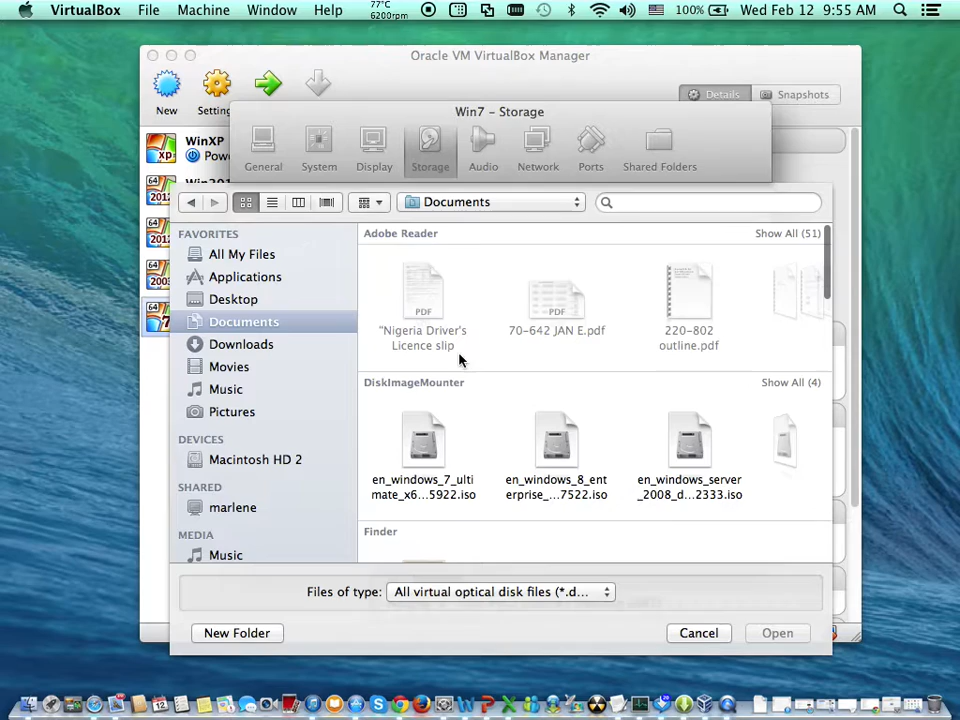 VirtualBox File Machine Window Help 77°C 6200rpm 100% Wed Feb 12 9:55 AM
Oracle VM VirtualBox Manager
New
Details
Snapshots
Win7 – Storage
General
System
Display
Storage
Audio
Network
Ports
Shared Folders
WinXP
Documents
FAVORITES
All My Files
Applications
Desktop
Documents
Downloads
Movies
Music
Pictures
DEVICES
Macintosh HD 2
SHARED
marlene
MEDIA
Music
Adobe Reader
Show All (51)
PDF
"Nigeria Driver's
Licence slip
PDF
70-642 JAN E.pdf
220-802
outline.pdf
DiskImageMounter
Show All (4)
en_windows_7_ulti
mate_x6...5922.iso
en_windows_8_ent
erprise_...7522.iso
en_windows_server
_2008_d...2333.iso
Finder
Files of type:
All virtual optical disk files (*.d...
New Folder
Cancel
Open